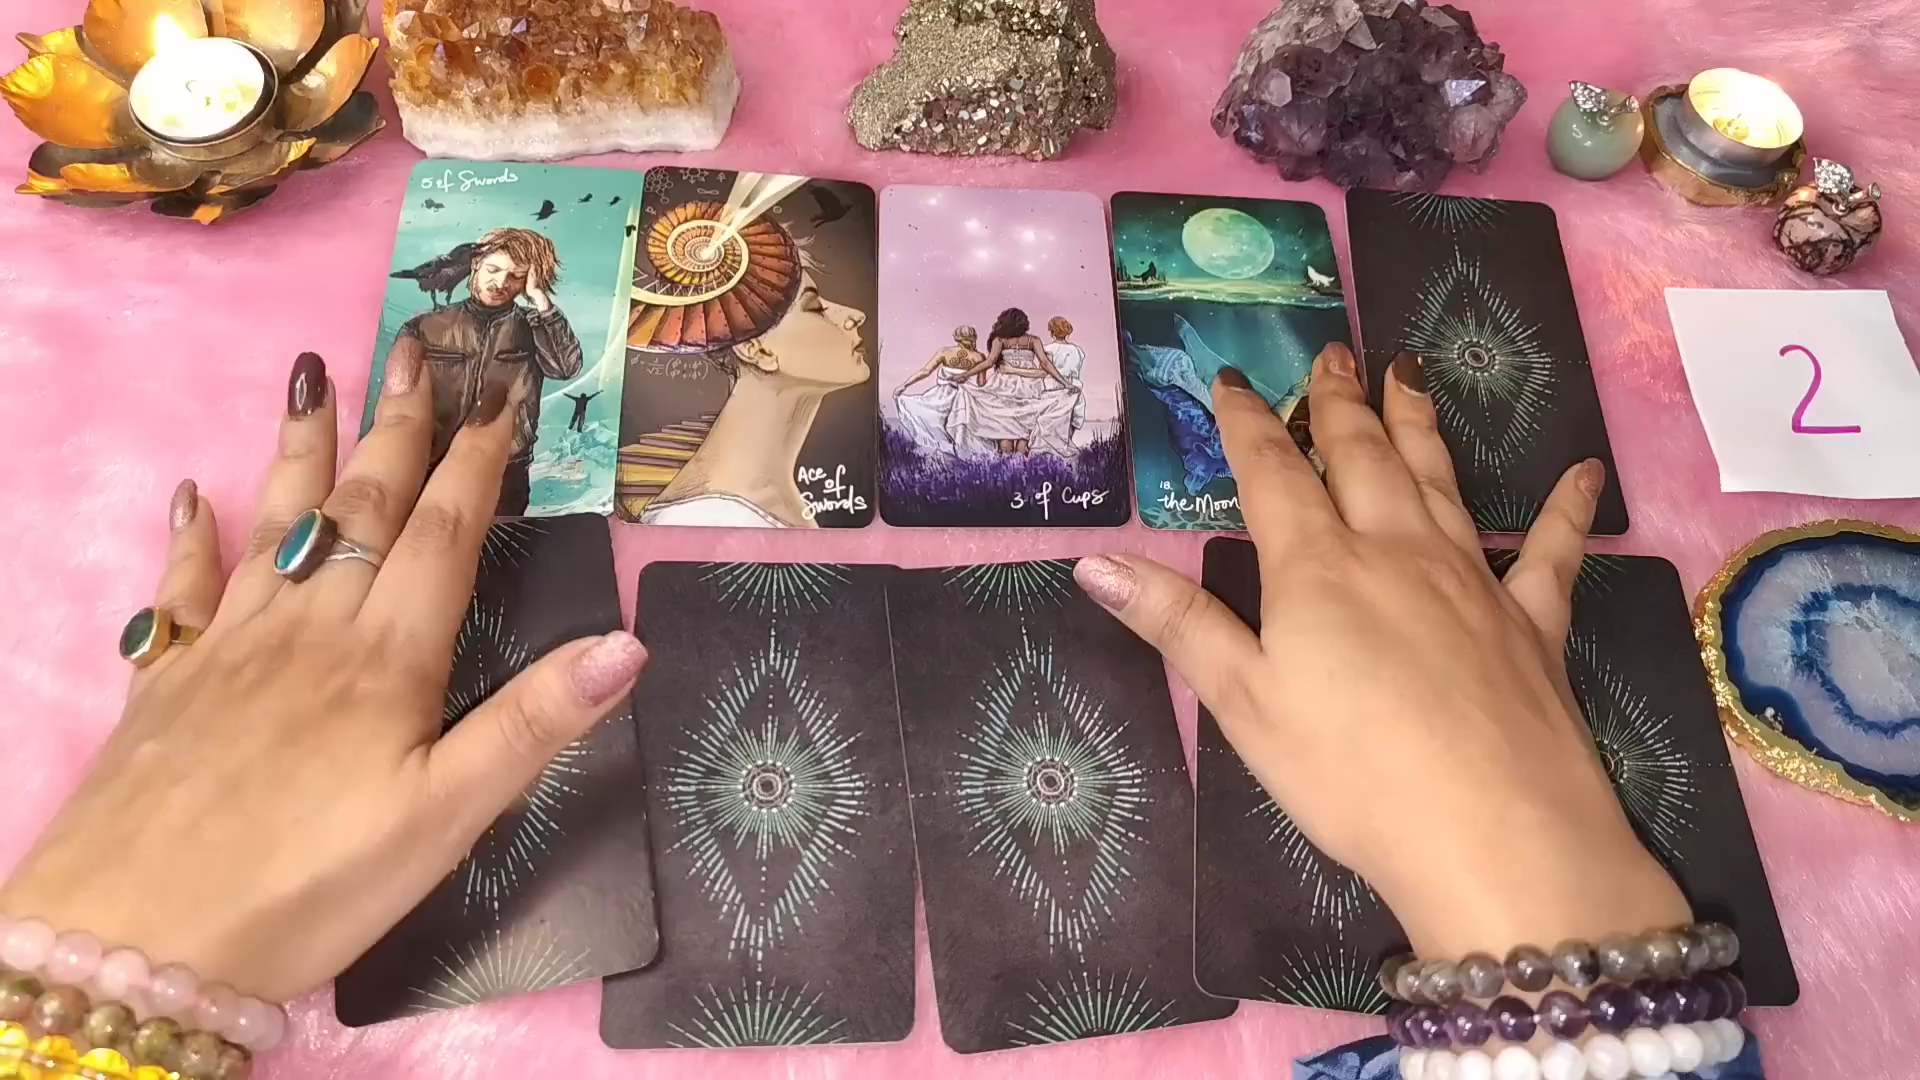 5 of Swords
Ace
of
Swords
3 of Cups
18.
the Moon
2